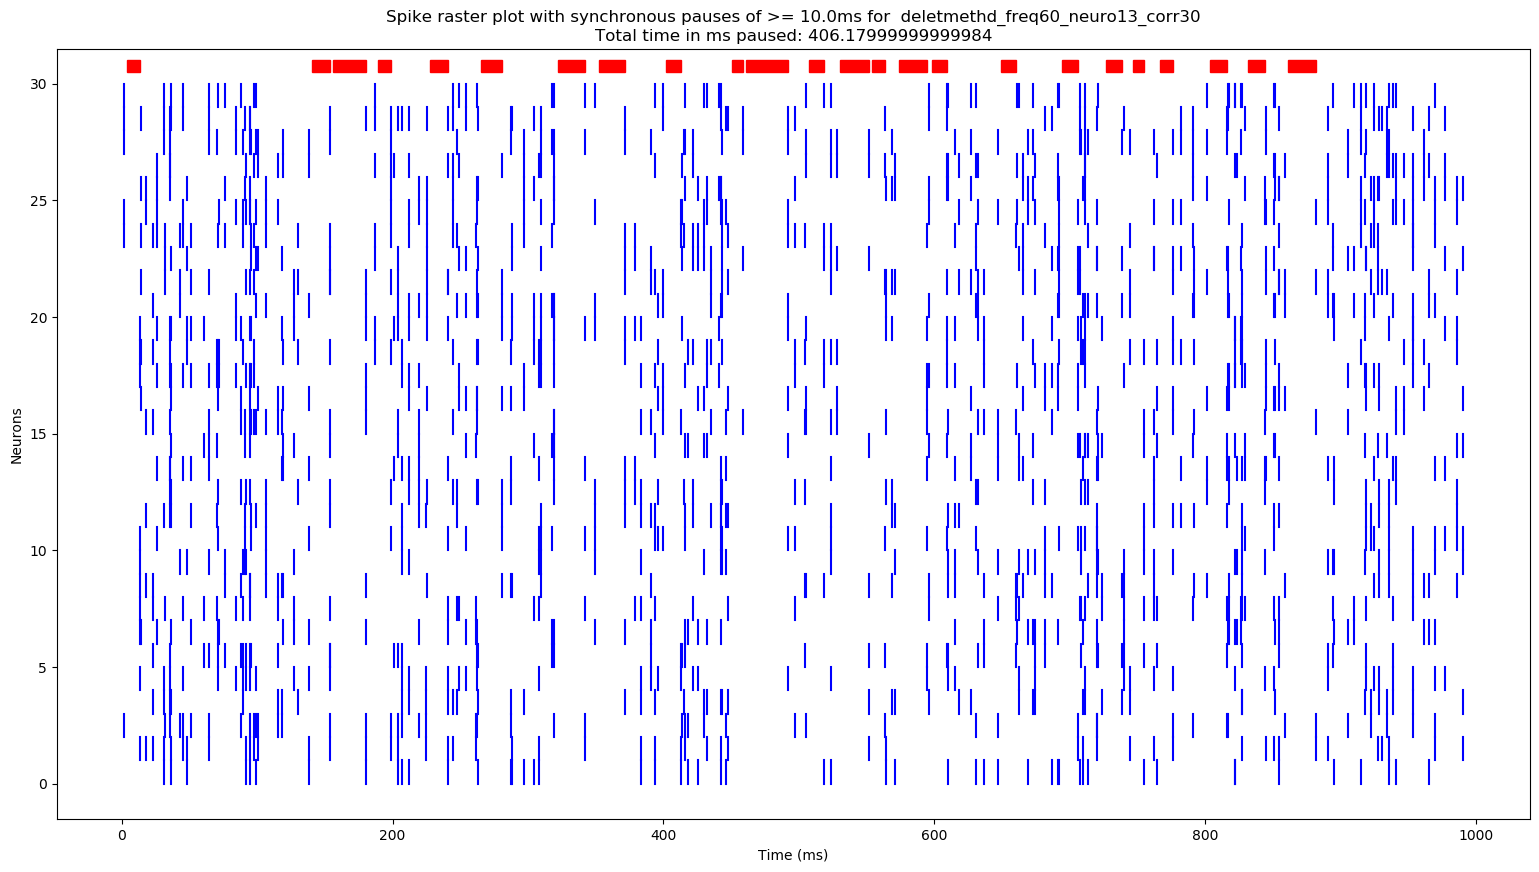 Spike raster plot with synchronous pauses of >= 10.0ms for  deletmethd_freq60_neuro13_corr30
Total time in ms paused: 406.17999999999984
30
25
20
15
10
5
0
Neurons
0 200 400 600 800 1000
Time (ms)